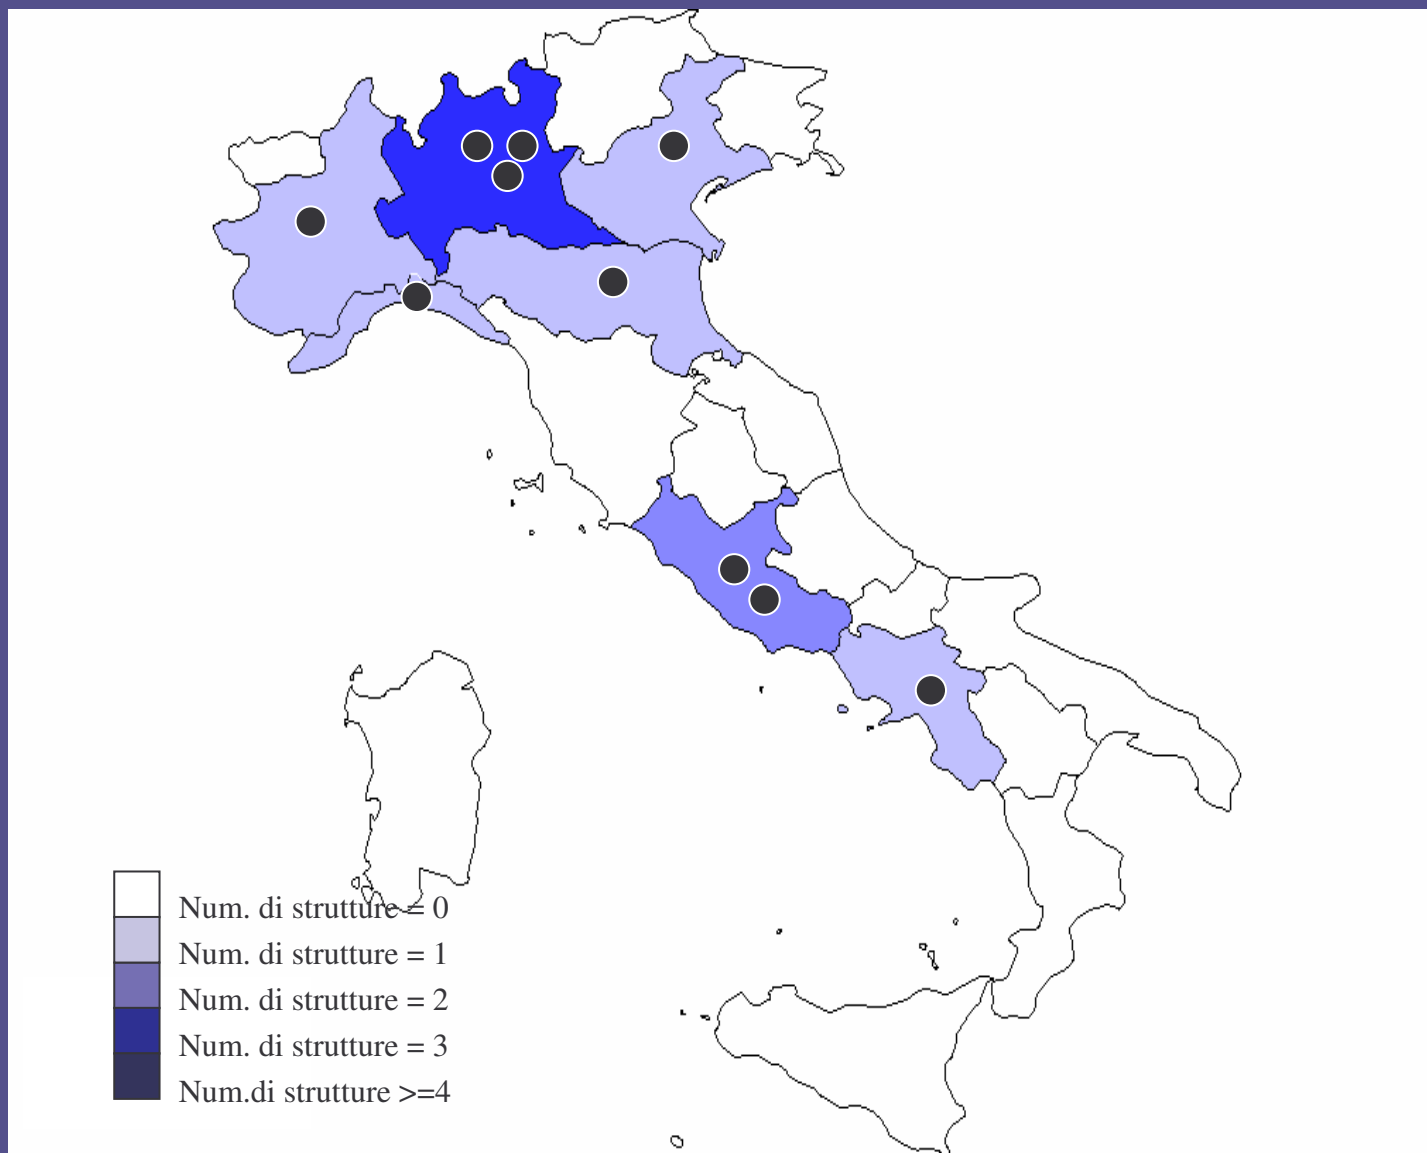 Num. di strutture = 0
Num. di strutture = 1
Num. di strutture = 2
Num. di strutture = 3
Num.di strutture >=4